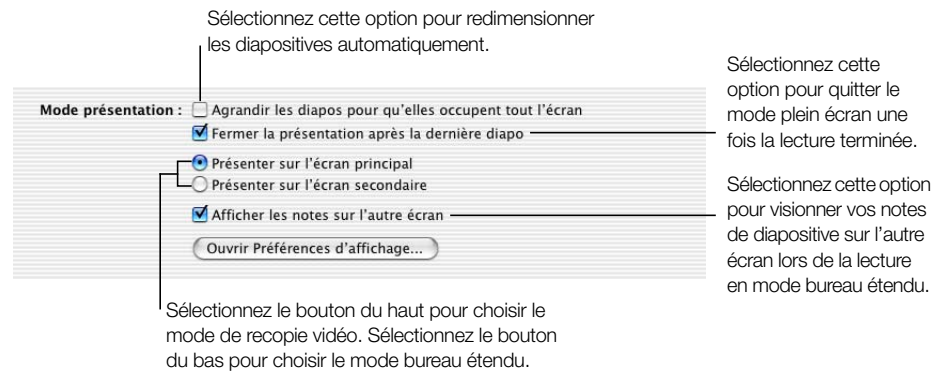 Sélectionnez cette option pour redimensionner
les diapositives automatiquement.
Sélectionnez cette
option pour quitter le
mode plein écran une
fois la lecture terminée.
Mode présentation : Agrandir les diapos pour qu'elles occupent tout l'écran
Fermer la présentation après la dernière diapo
Présenter sur l'écran principal
Présenter sur l'écran secondaire
Afficher les notes sur l'autre écran
Ouvrir Préférences d'affichage...
Sélectionnez cette option
pour visionner vos notes
de diapositive sur l'autre
écran lors de la lecture
en mode bureau étendu.
Sélectionnez le bouton du haut pour choisir le
mode de recopie vidéo. Sélectionnez le bouton
du bas pour choisir le mode bureau étendu.